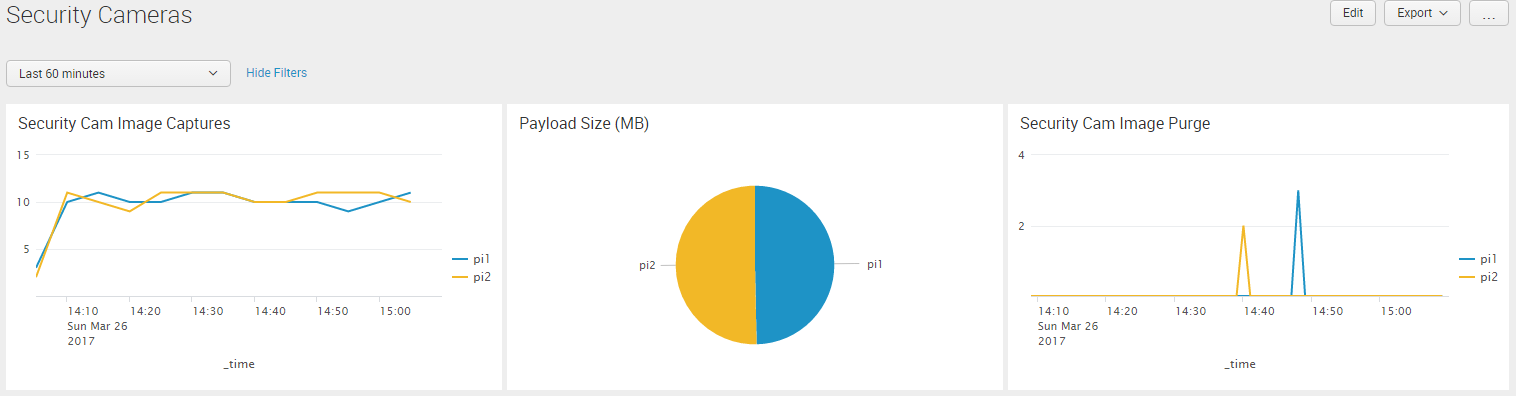 Security Cameras
Edit
Export
...
Last 60 minutes
Hide Filters
Security Cam Image Captures
15
10
5
14:10 14:20 14:30 14:40 14:50 15:00
Sun Mar 26
2017
_time
pi1
pi2
Payload Size (MB)
pi2
pi1
Security Cam Image Purge
4
2
14:10 14:20 14:30 14:40 14:50 15:00
Sun Mar 26
2017
_time
pi1
pi2